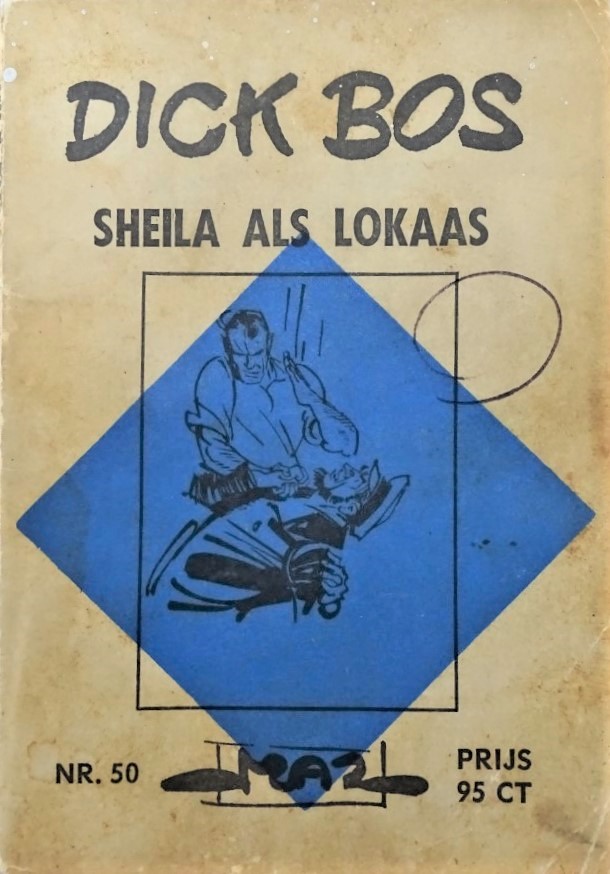 DICK BOS
SHEILA ALS LOKAAS
NR. 50
MAZ
PRIJS
95 CT